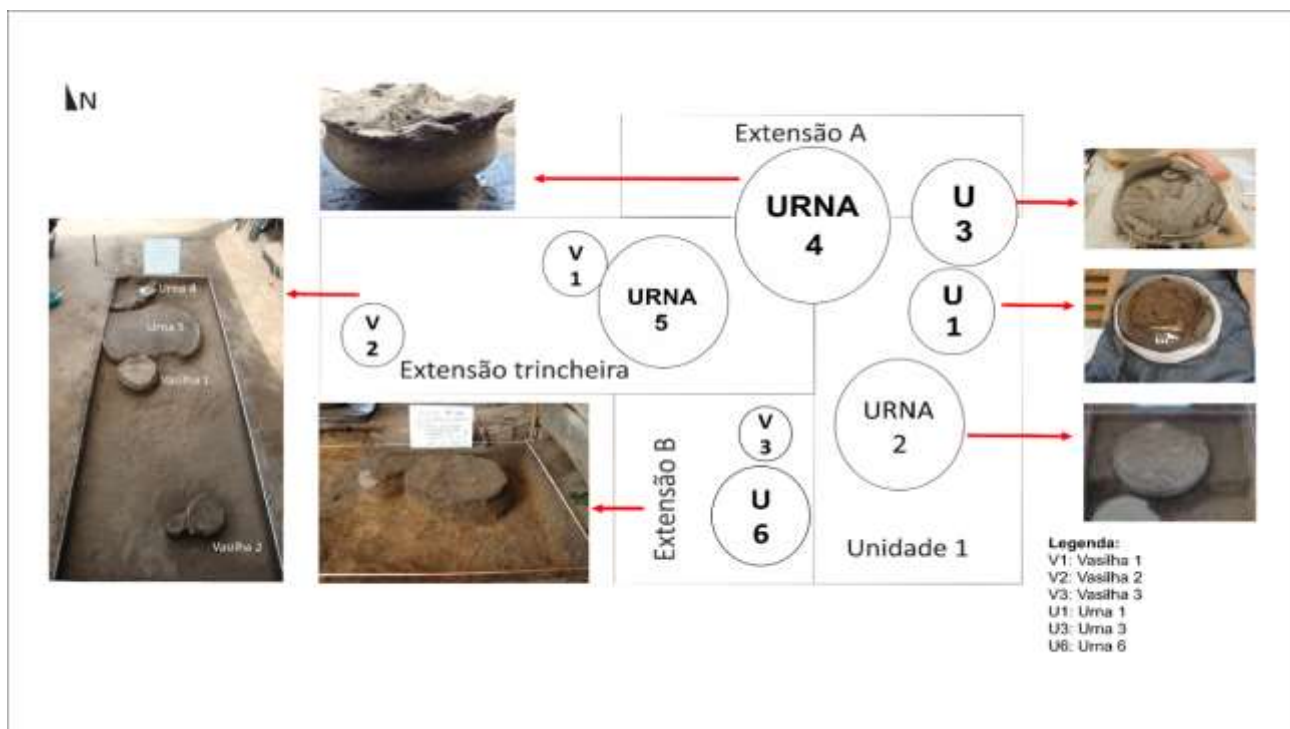 N
Extensão A
URNA
4
U
3
V
1
URNA
5
U
1
V
2
Extensão trincheira
URNA
2
V
3
Extensão B
U
6
Unidade 1
Urna 4
Urna 5
Vasilha 1
Vasilha 2
Legenda:
V1: Vasilha 1
V2: Vasilha 2
V3: Vasilha 3
U1: Urna 1
U3: Urna 3
U6: Urna 6